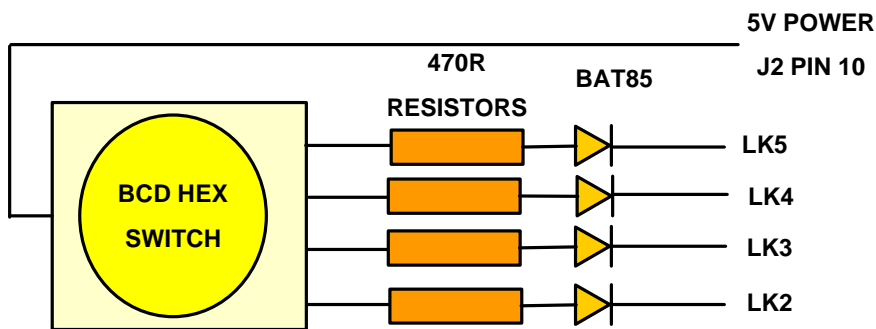 5V POWER
J2 PIN 10
470R
RESISTORS
BAT85
BCD HEX
SWITCH
LK5
LK4
LK3
LK2